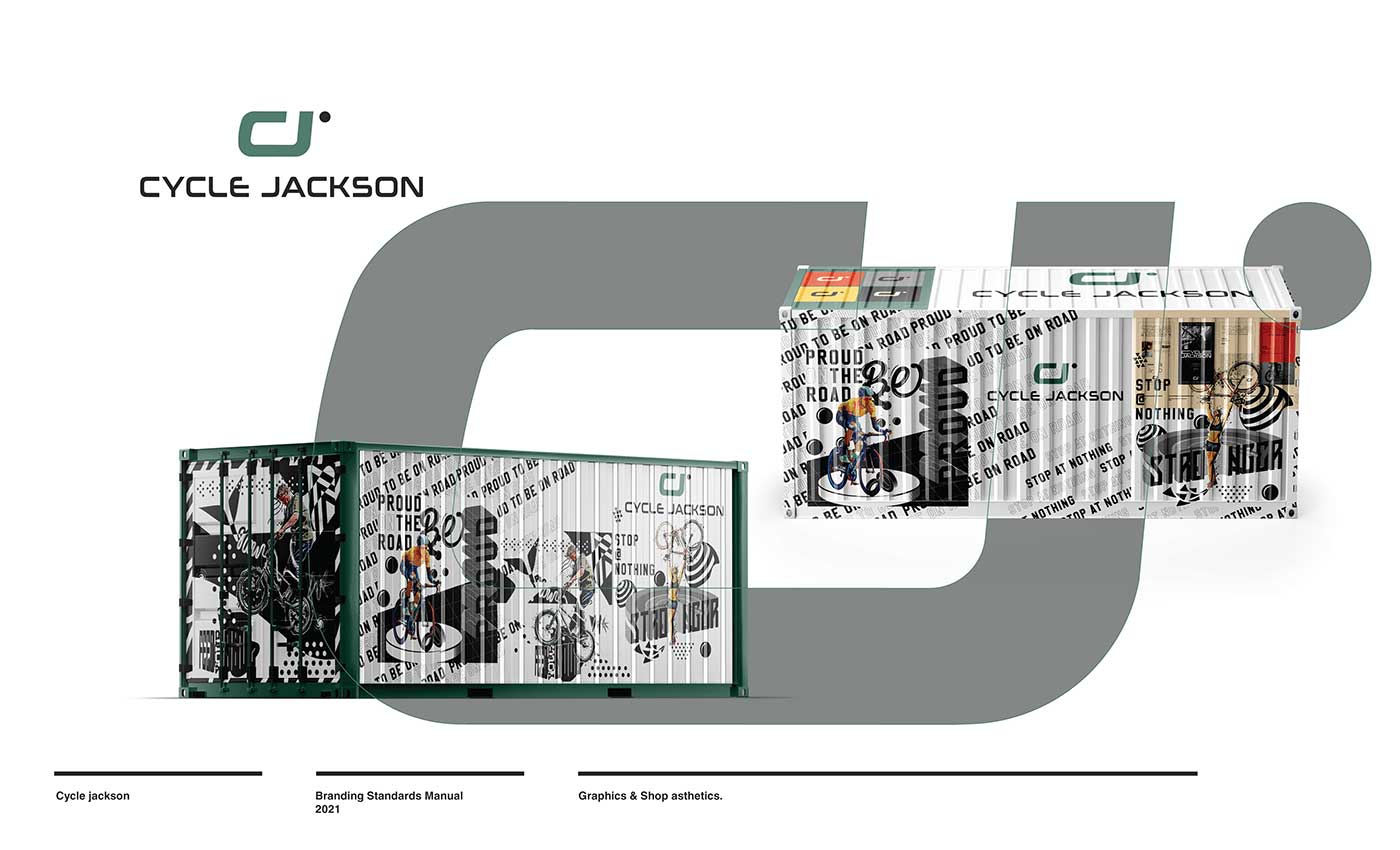 CYCLE JACKSON
CYCLE JACKSON
PROUD TO BE ON ROAD
PROUD
N THE
ROAD
Be
PROUD
CYCLE JACKSON
STOP
@
NOTHING
STRONGER
STOP AT NOTHING
PROUD
THE
ROAD
Be
PROUD
PROUD TO BE ON ROAD
CYCLE JACKSON
STOP
@
NOTHING
STRONGER
Cycle jackson
Branding Standards Manual
2021
Graphics & Shop asthetics.